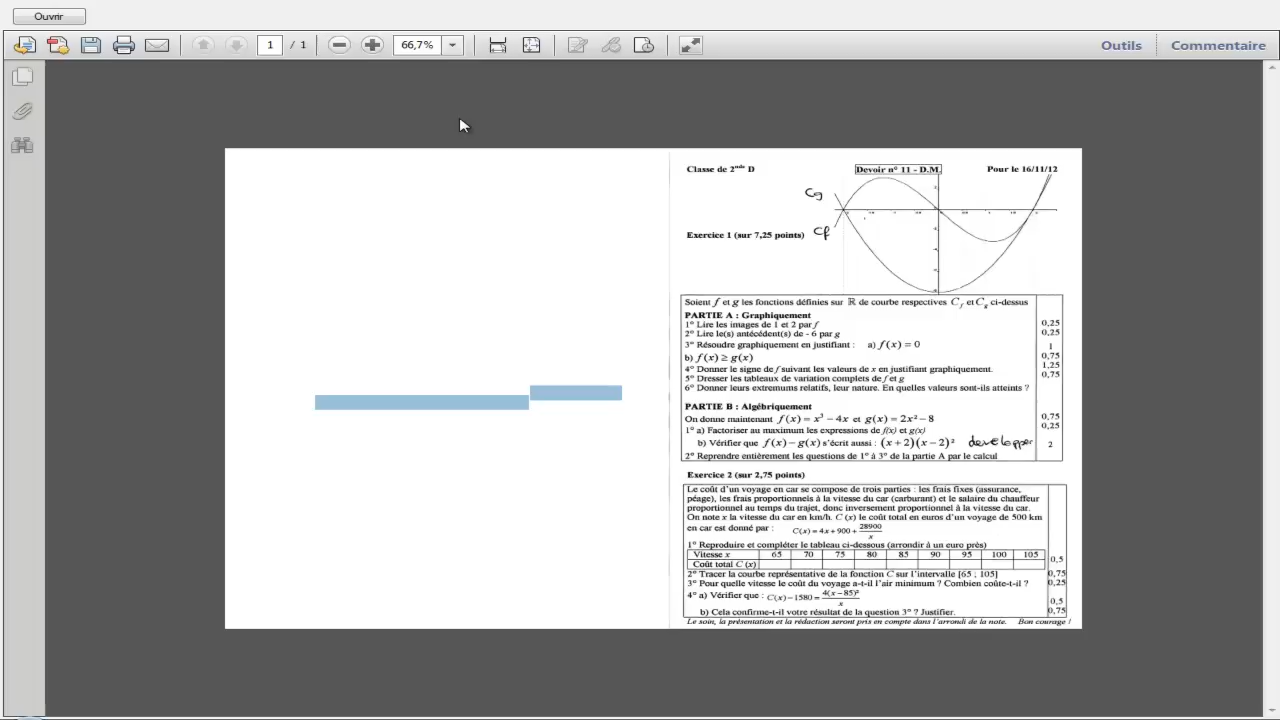 Ouvrir
1 / 1
66,7%
Outils
Commentaire
Classe de 2nde D
Devoir n° 11 - D.M.
Pour le 16/11/12
Cg
Cf
Exercice 1 (sur 7,25 points)
Soient f et g les fonctions définies sur ℝ de courbe respectives Cf et Cg ci-dessus
PARTIE A : Graphiquement
1° Lire les images de 1 et 2 par f 0,25
2° Lire le(s) antécédent(s) de - 6 par g 0,25
3° Résoudre graphiquement en justifiant : a) f(x) = 0 1
b) f(x) ≥ g(x) 0,75
4° Donner le signe de f suivant les valeurs de x en justifiant graphiquement. 1,25
5° Dresser les tableaux de variation complets de f et g 0,75
6° Donner leurs extremums relatifs, leur nature. En quelles valeurs sont-ils atteints ?
PARTIE B : Algébriquement
On donne maintenant f(x) = x³ − 4x et g(x) = 2x² − 8 0,75
1° a) Factoriser au maximum les expressions de f(x) et g(x) 0,25
b) Vérifier que f(x) − g(x) s'écrit aussi : (x + 2)(x − 2)² developper 2
2° Reprendre entièrement les questions de 1° à 3° de la partie A par le calcul
Exercice 2 (sur 2,75 points)
Le coût d'un voyage en car se compose de trois parties : les frais fixes (assurance,
péage), les frais proportionnels à la vitesse du car (carburant) et le salaire du chauffeur
proportionnel au temps du trajet, donc inversement proportionnel à la vitesse du car.
On note x la vitesse du car en km/h. C (x) le coût total en euros d'un voyage de 500 km
en car est donné par : C(x) = 4x + 900 + 28900/x
1° Reproduire et compléter le tableau ci-dessous (arrondir à un euro près)
Vitesse x 65 70 75 80 85 90 95 100 105
Coût total C (x) 0,5
2° Tracer la courbe représentative de la fonction C sur l'intervalle [65 ; 105] 0,75
3° Pour quelle vitesse le coût du voyage a-t-il l'air minimum ? Combien coûte-t-il ? 0,25
4° a) Vérifier que : C(x) − 1580 = 4(x − 85)²/x 0,5
b) Cela confirme-t-il votre résultat de la question 3° ? Justifier. 0,75
Le soin, la présentation et la rédaction seront pris en compte dans l'arrondi de la note. Bon courage !